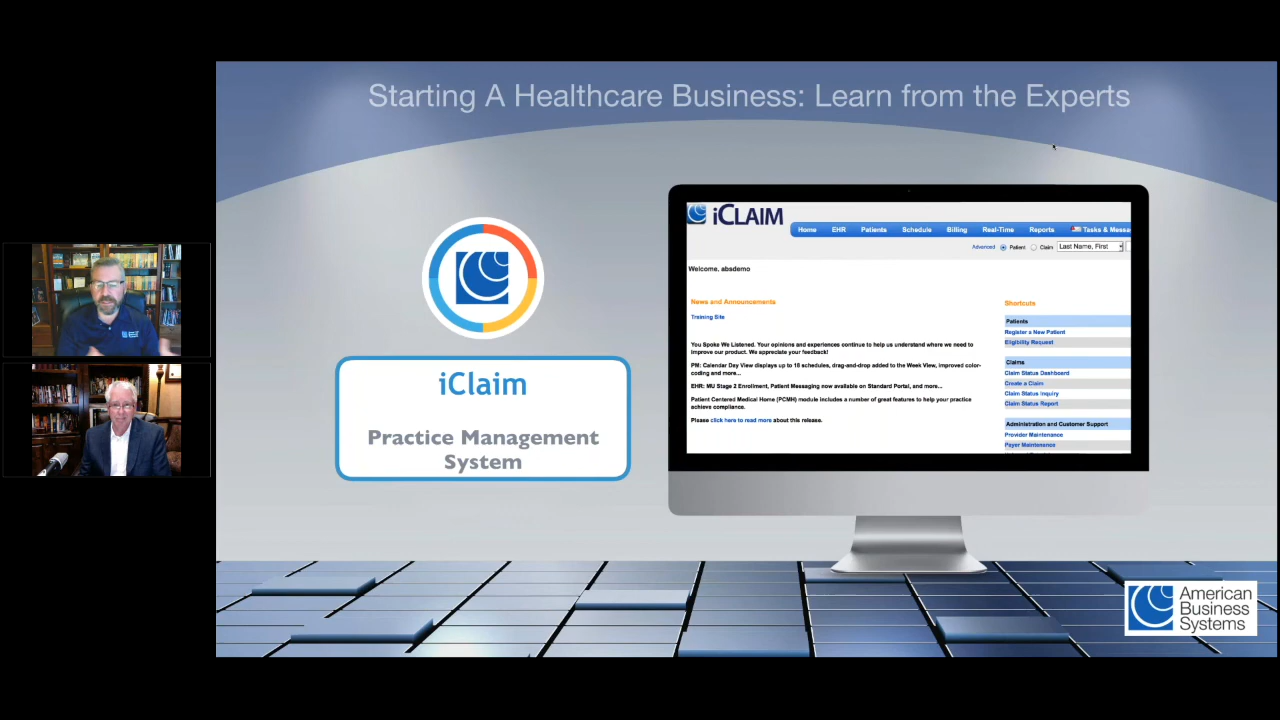 Starting A Healthcare Business: Learn from the Experts
iClaim
Practice Management
System
iCLAIM
Home EHR Patients Schedule Billing Real-Time Reports Tasks & Messa
Advanced Patient Claim Last Name, First
Welcome, absdemo
News and Announcements
Training Site
You Spoke We Listened. Your opinions and experiences continue to help us understand where we need to
improve our product. We appreciate your feedback!
PM: Calendar Day View displays up to 18 schedules, drag-and-drop added to the Week View, improved color-
coding and more...
EHR: MU Stage 2 Enrollment, Patient Messaging now available on Standard Portal, and more...
Patient Centered Medical Home (PCMH) module includes a number of great features to help your practice
achieve compliance.
Please click here to read more about this release.
Shortcuts
Patients
Register a New Patient
Eligibility Request
Claims
Claim Status Dashboard
Create a Claim
Claim Status Inquiry
Claim Status Report
Administration and Customer Support
Provider Maintenance
Payer Maintenance
American
Business
Systems